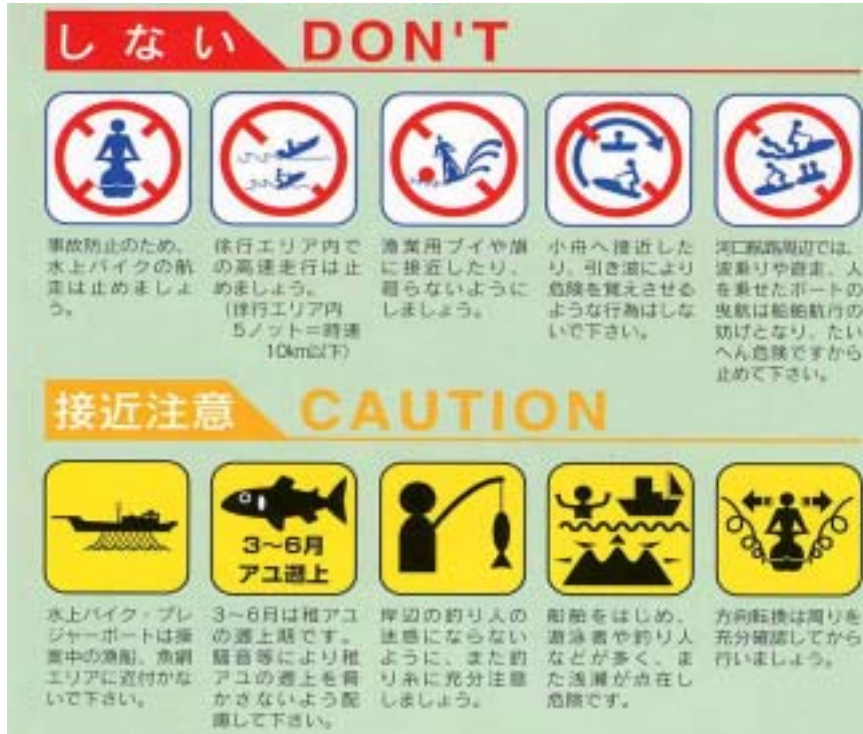 しない DON'T
事故防止のため、
水上バイクの航
走は止めましょ
う。
徐行エリア内で
の高速走行は止
めましょう。
(徐行エリア内
5ノット=時速
10km以下)
漁業用ブイや旗
に接近したり、
廻らないように
しましょう。
小舟へ接近した
り、引き波により
危険を覚えさせる
ような行為はしな
いで下さい。
河口航路周辺では、
波乗りや遊走、人
を乗せたボートの
曳航は船舶航行の
妨げとなり、たい
へん危険ですから
止めて下さい。
接近注意 CAUTION
3~6月
アユ遡上
水上バイク・プレ
ジャーボートは操
業中の漁船、魚網
エリアに近付かな
いで下さい。
3~6月は稚アユ
の遡上期です。
騒音等により稚
アユの遡上を脅
かさないよう配
慮して下さい。
岸辺の釣り人の
迷惑にならない
ように、また釣
り糸に充分注意
しましょう。
船舶をはじめ、
遊泳者や釣り人
などが多く、ま
た浅瀬が点在し
危険です。
方向転換は周りを
充分確認してから
行いましょう。